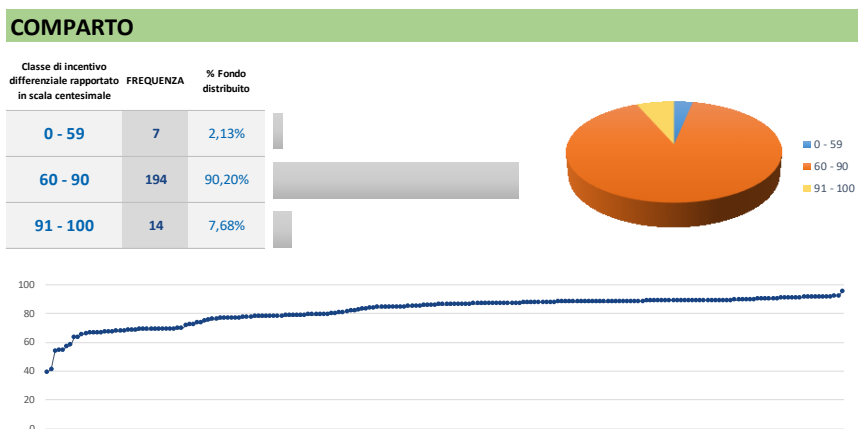 COMPARTO
Classe di incentivo
differenziale rapportato
in scala centesimale
FREQUENZA
% Fondo
distribuito
0 - 59
7
2,13%
60 - 90
194
90,20%
91 - 100
14
7,68%
0 - 59
60 - 90
91 - 100
100
80
60
40
20
0